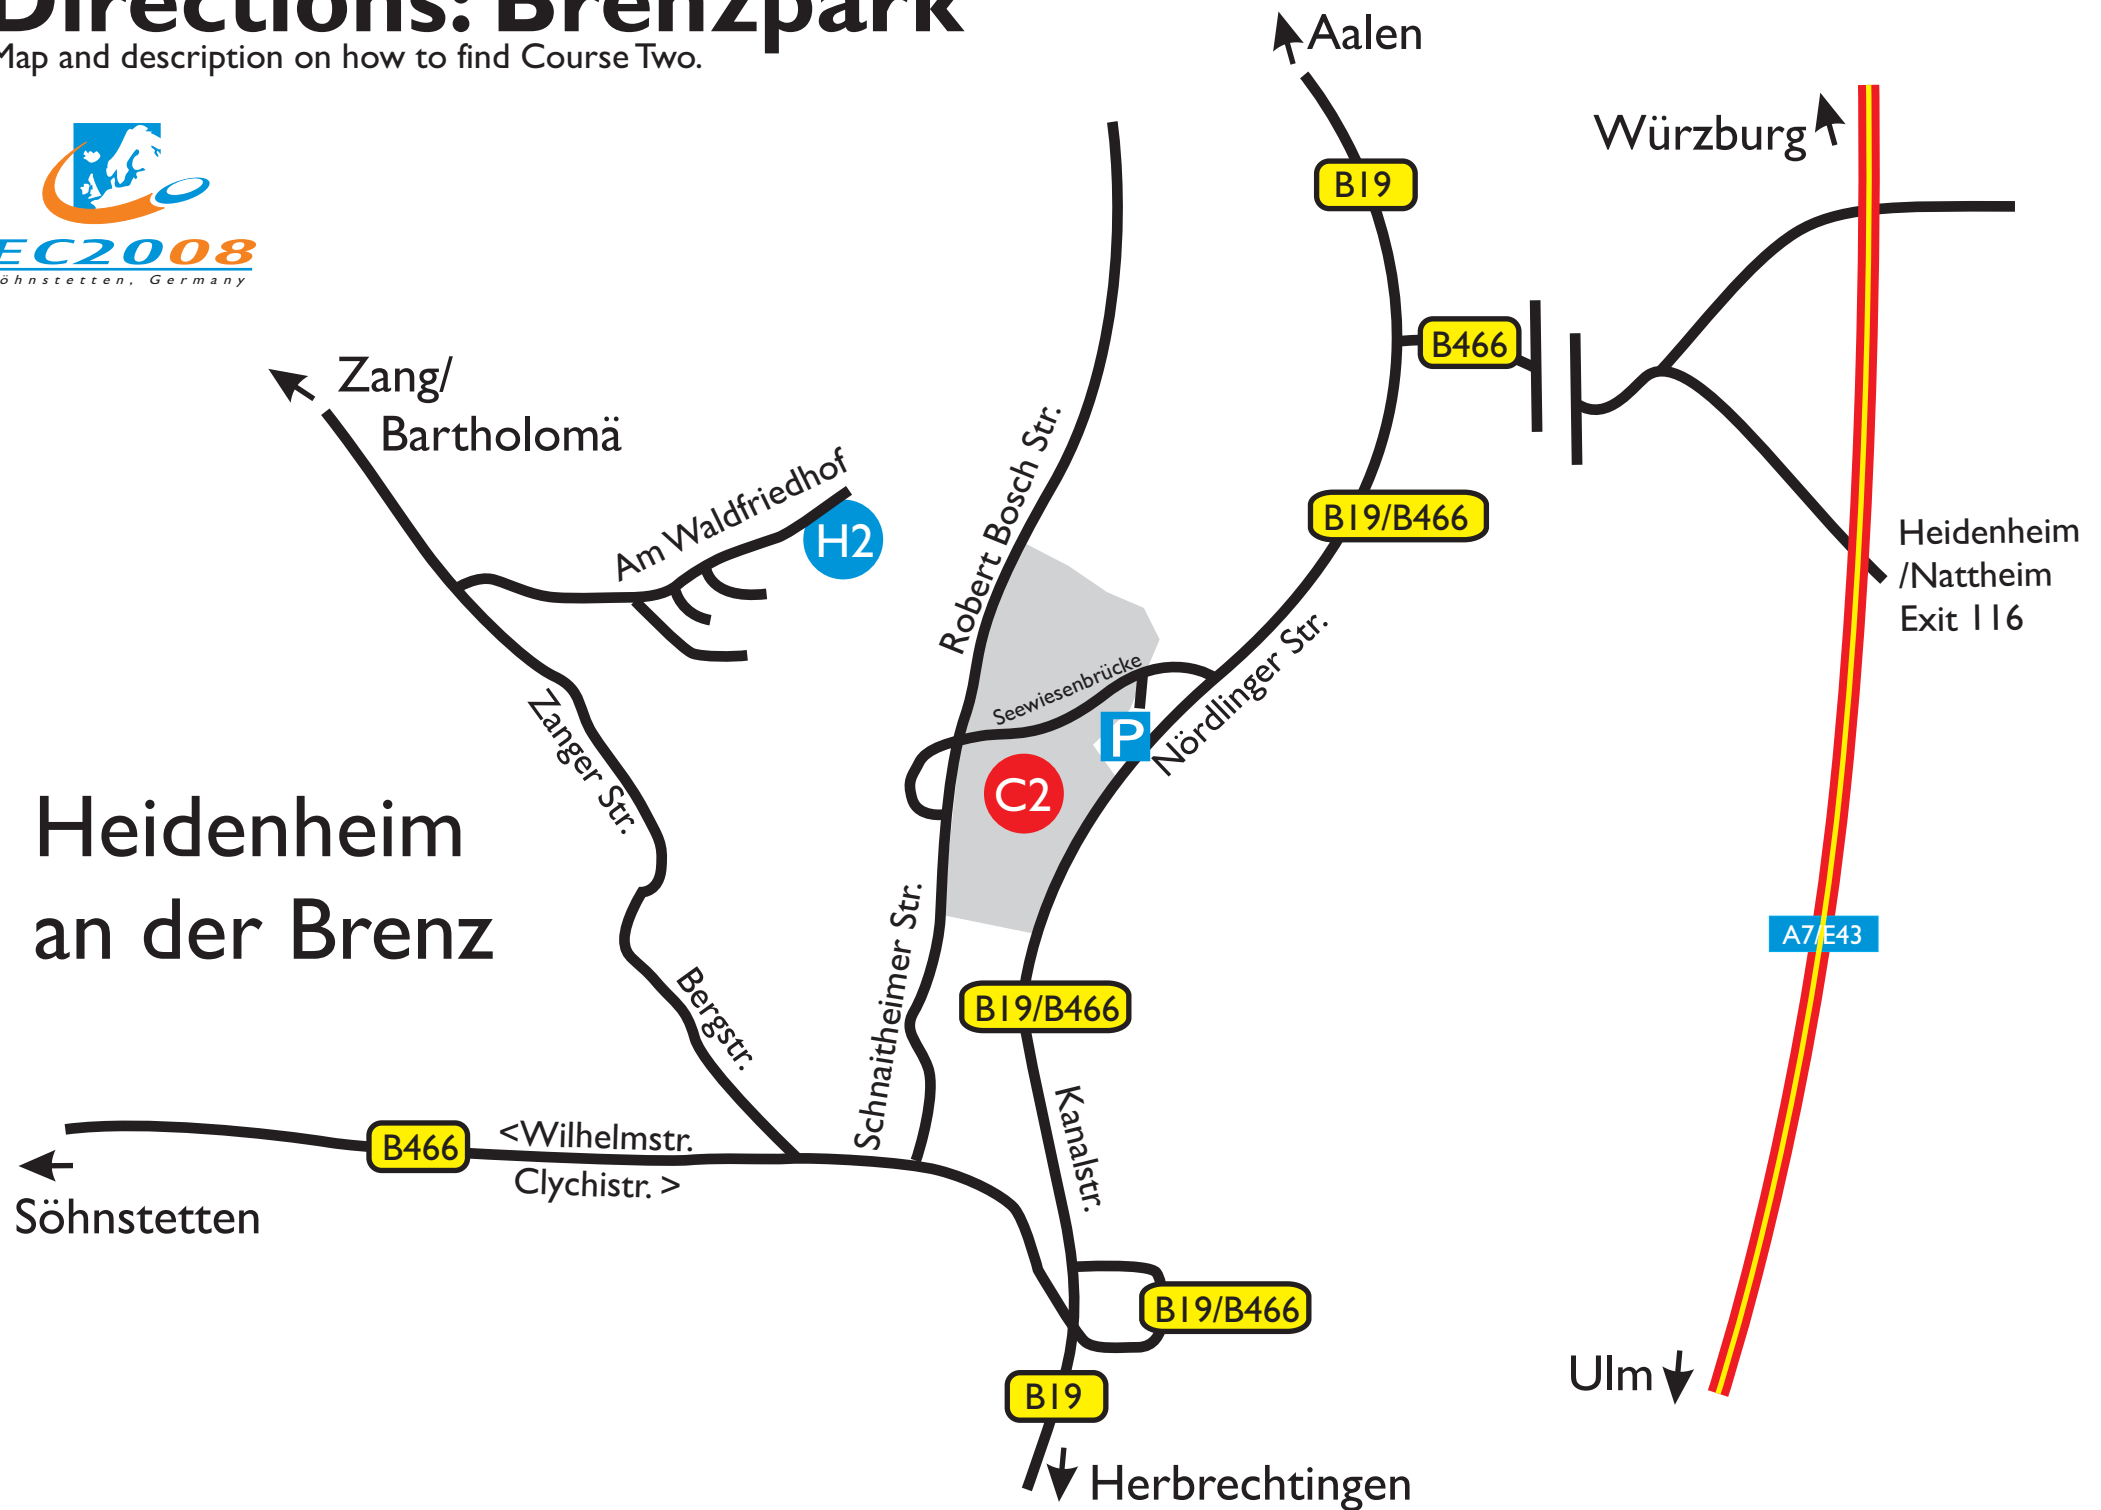 Directions: Brenzpark
Map and description on how to find Course Two.
EC2008
öhnstetten, Germany
Aalen
Würzburg
B19
B466
Zang/
Bartholomä
Am Waldfriedhof
H2
Robert Bosch Str.
B19/B466
Heidenheim
/Nattheim
Exit 116
Seewiesenbrücke
P
Nördlinger Str.
Zanger Str.
C2
Heidenheim
an der Brenz
A7/E43
Schnaitheimer Str.
B19/B466
Bergstr.
Kanalstr.
B466
<Wilhelmstr.
Clychistr. >
Söhnstetten
B19/B466
B19
Ulm
Herbrechtingen